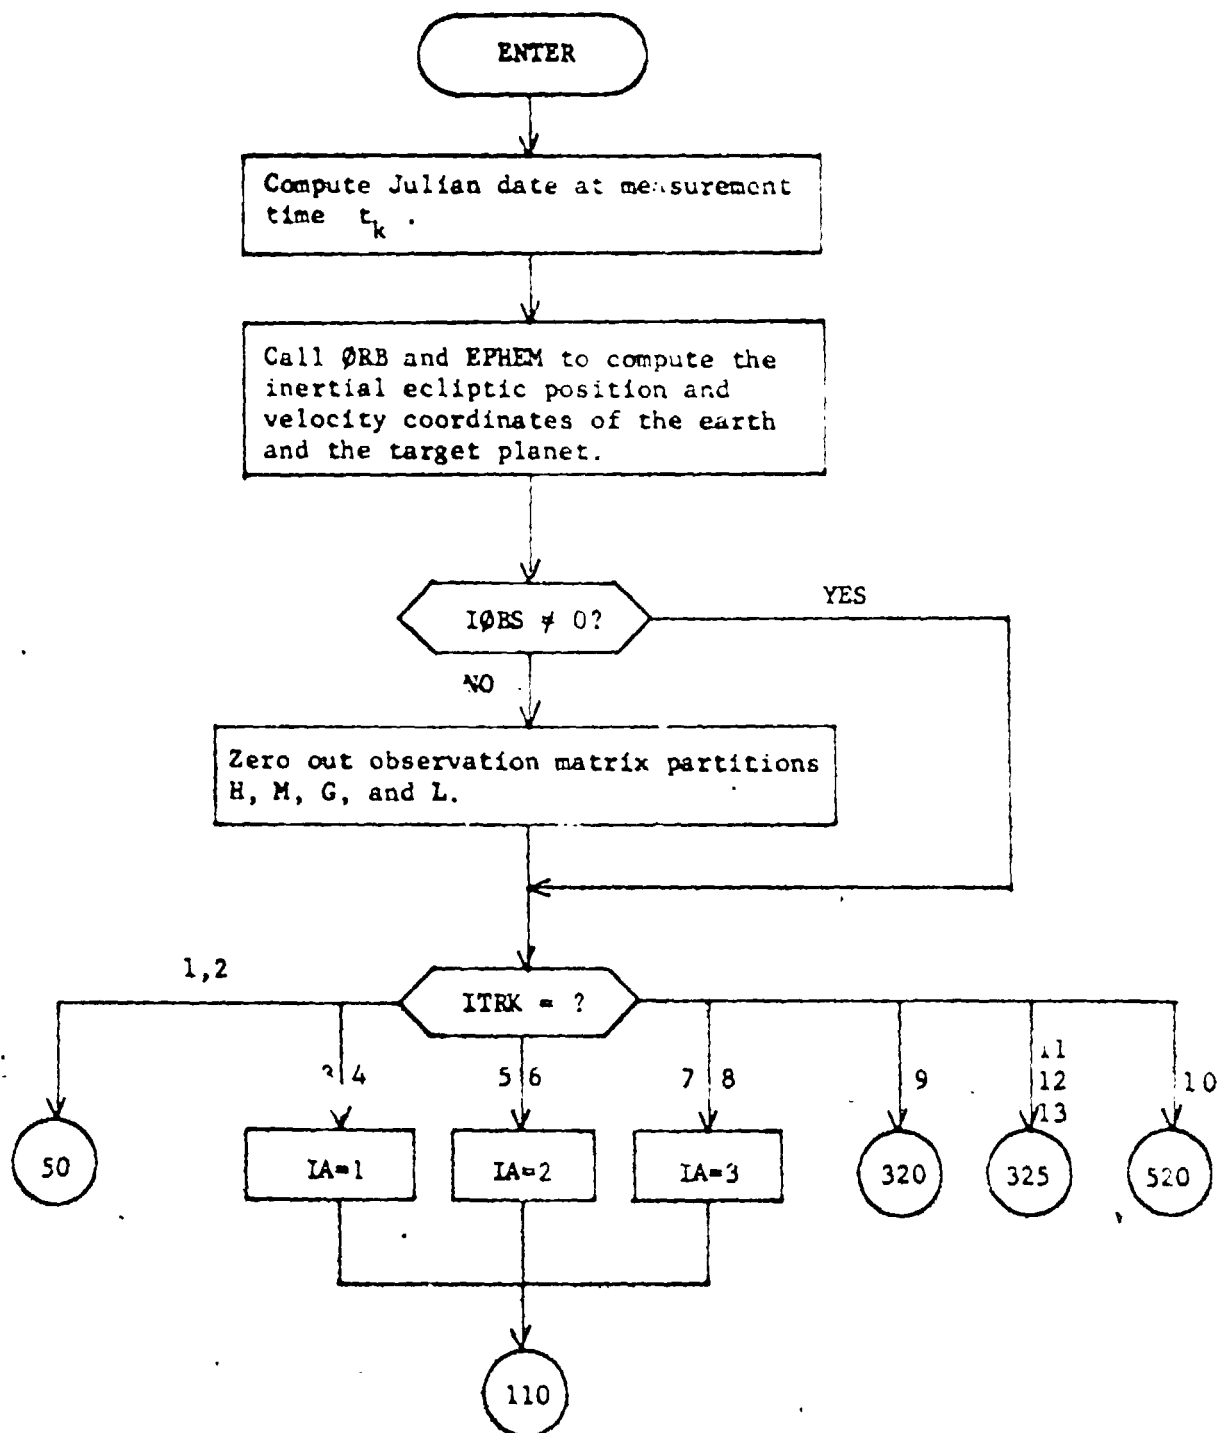 ENTER
Compute Julian date at measurement
time t_k .
Call ØRB and EPHEM to compute the
inertial ecliptic position and
velocity coordinates of the earth
and the target planet.
IØBS ≠ 0?
YES
NO
Zero out observation matrix partitions
H, M, G, and L.
1,2
ITRK = ?
3 4
5 6
7 8
9
11
12
13
10
50
IA=1
IA=2
IA=3
320
325
520
110